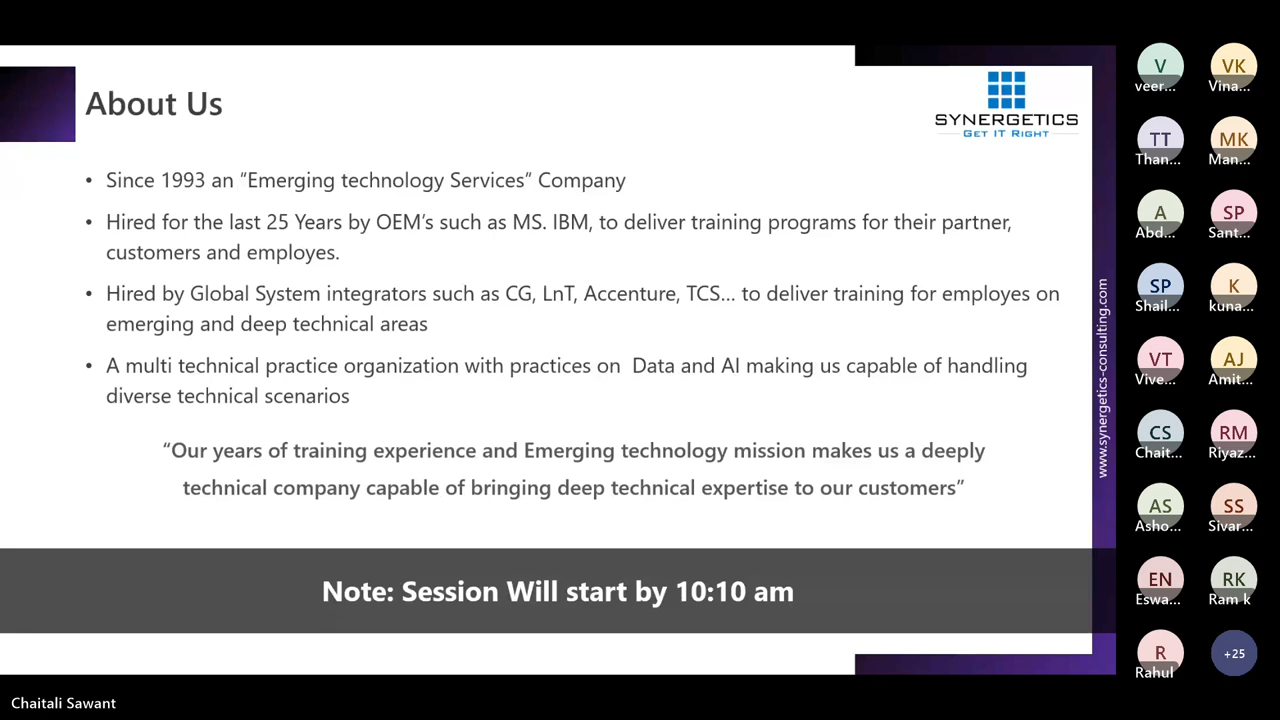 About Us
SYNERGETICS
GET IT RIGHT
• Since 1993 an “Emerging technology Services” Company
• Hired for the last 25 Years by OEM’s such as MS. IBM, to deliver training programs for their partner,
customers and employes.
• Hired by Global System integrators such as CG, LnT, Accenture, TCS... to deliver training for employes on
emerging and deep technical areas
• A multi technical practice organization with practices on Data and AI making us capable of handling
diverse technical scenarios
“Our years of training experience and Emerging technology mission makes us a deeply
technical company capable of bringing deep technical expertise to our customers”
Note: Session Will start by 10:10 am
www.synergetics-consulting.com
V
veer...
VK
Vina...
TT
Than...
MK
Man...
A
Abd...
SP
Sant...
SP
Shail...
K
kuna...
VT
Vive...
AJ
Amit...
CS
Chait...
RM
Riyaz...
AS
Asho...
SS
Sivar...
EN
Eswa...
RK
Ram k
R
Rahul
+25
Chaitali Sawant